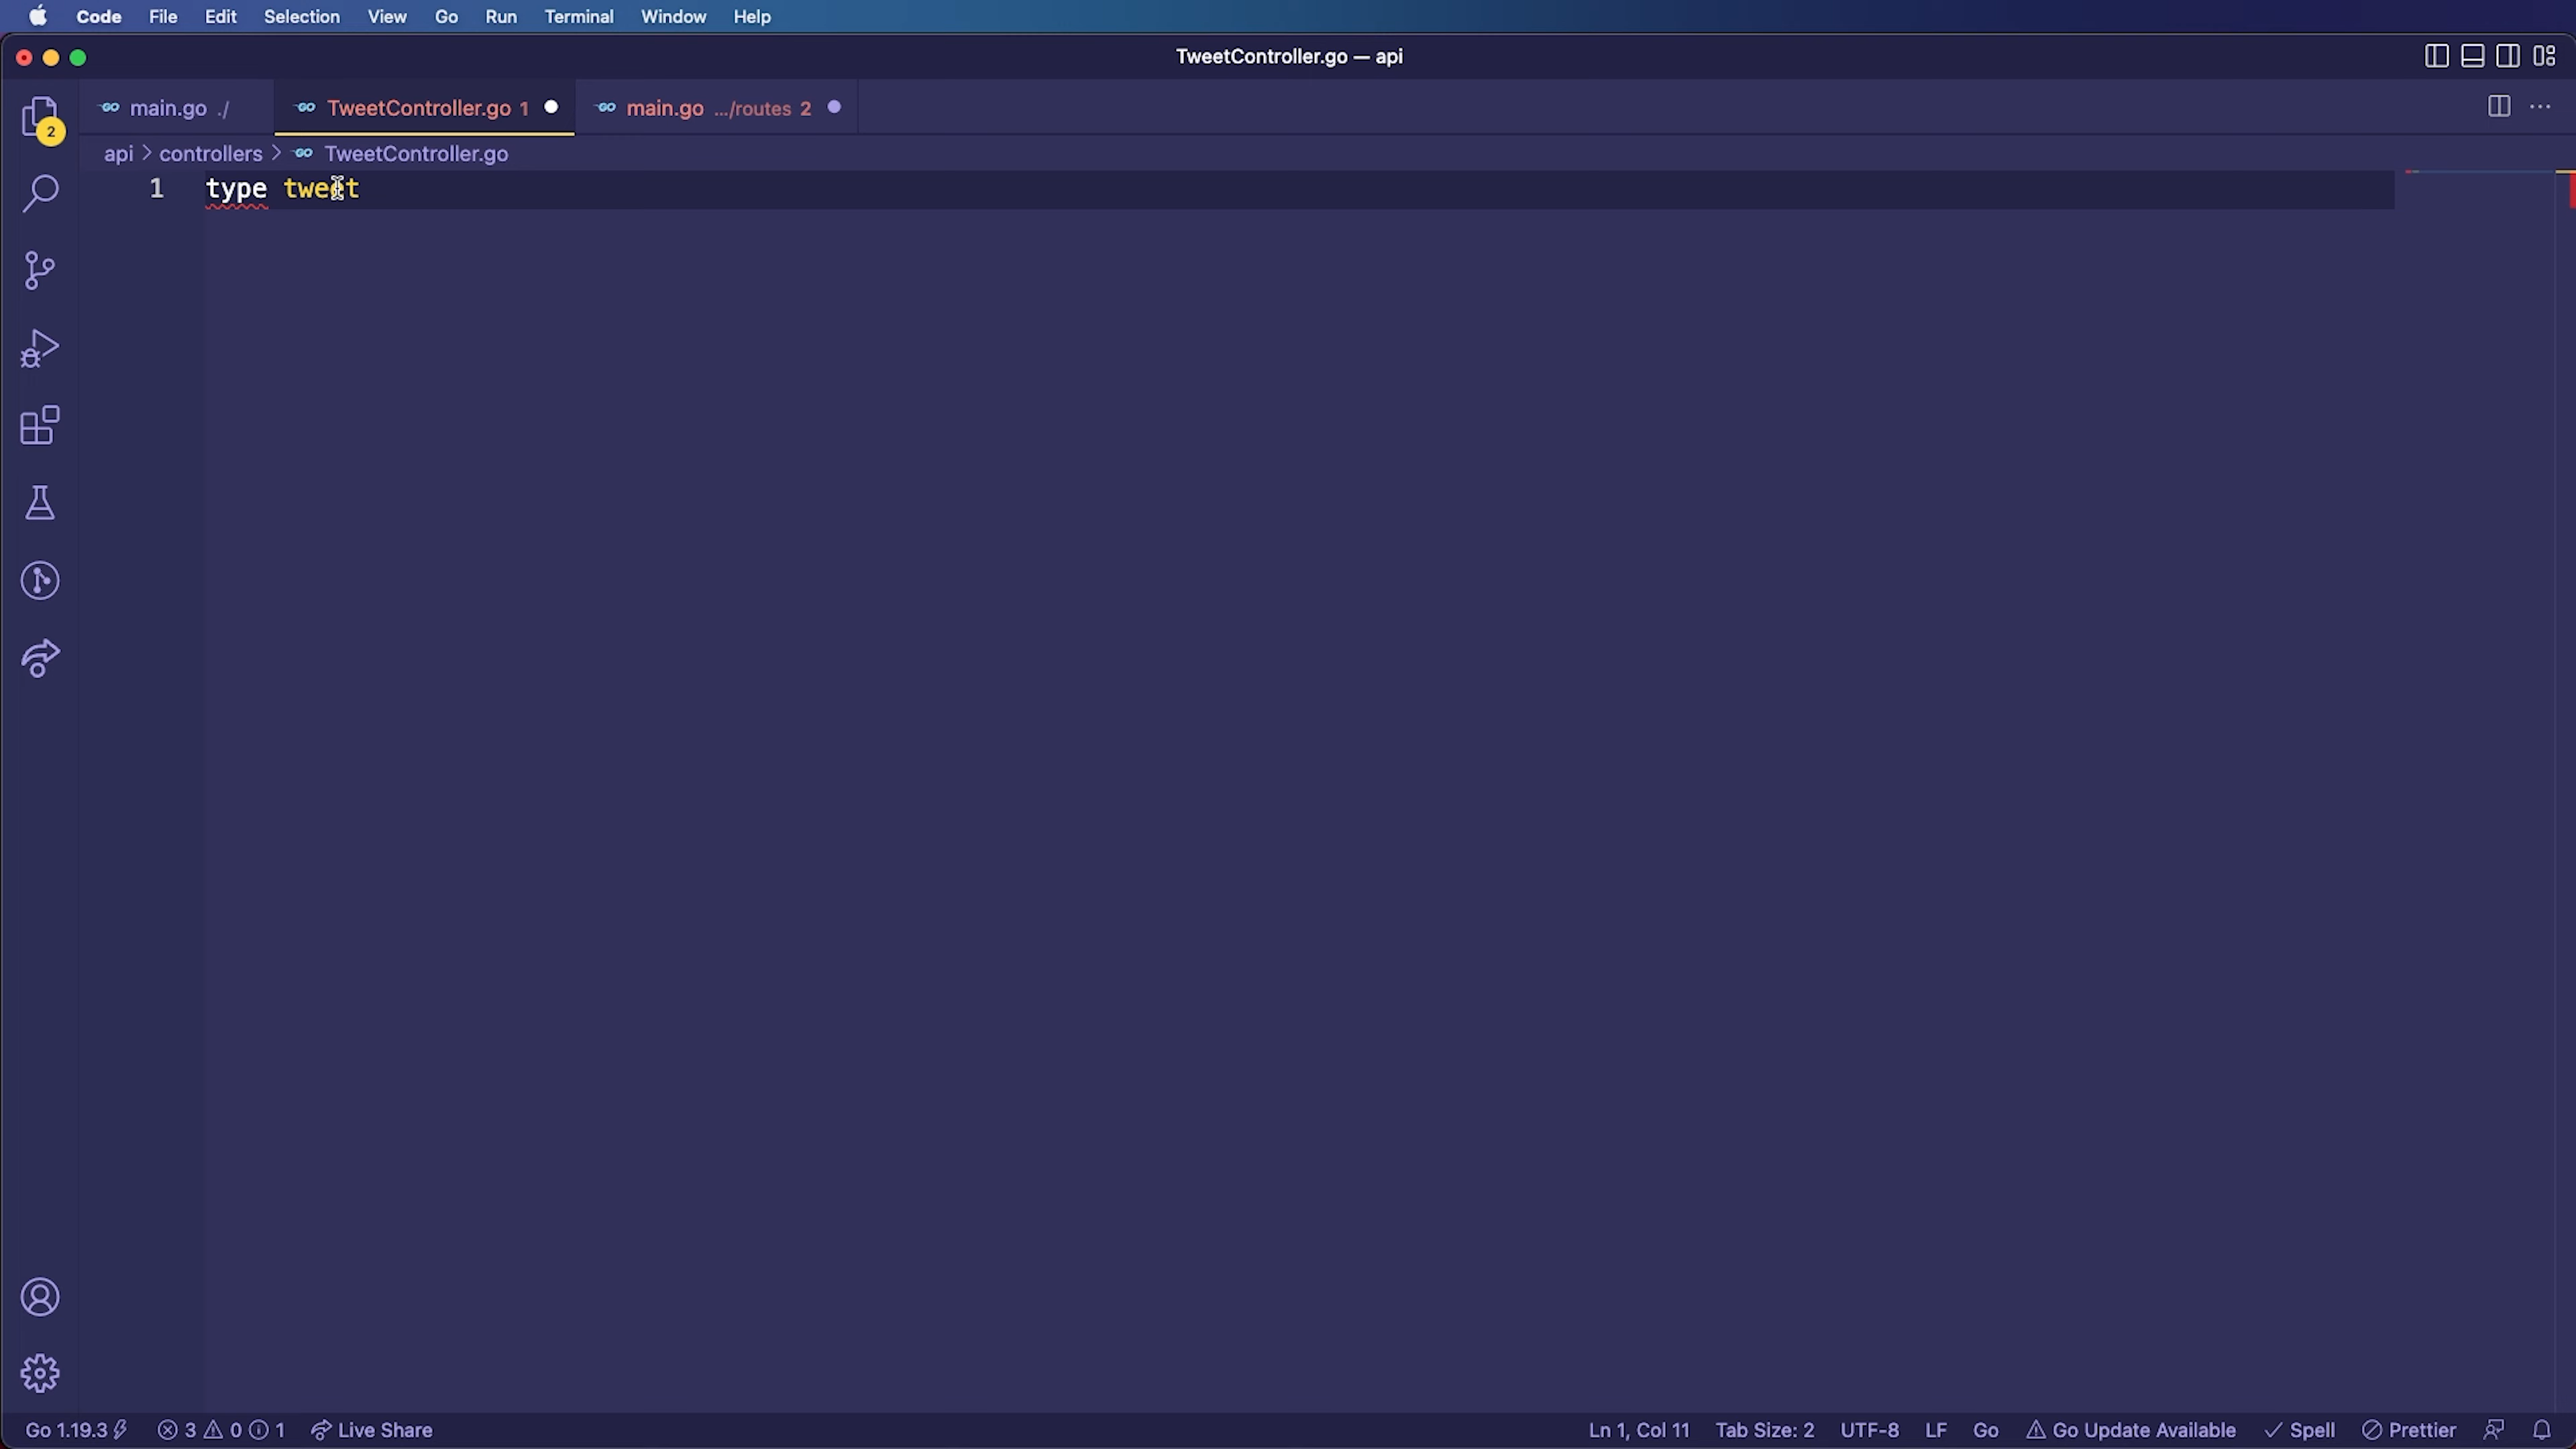 Code File Edit Selection View Go Run Terminal Window Help
TweetController.go — api
main.go ./ TweetController.go 1 main.go .../routes 2
2
api > controllers > TweetController.go
1 type tweet
Go 1.19.3 3 0 1 Live Share Ln 1, Col 11 Tab Size: 2 UTF-8 LF Go Go Update Available Spell Prettier